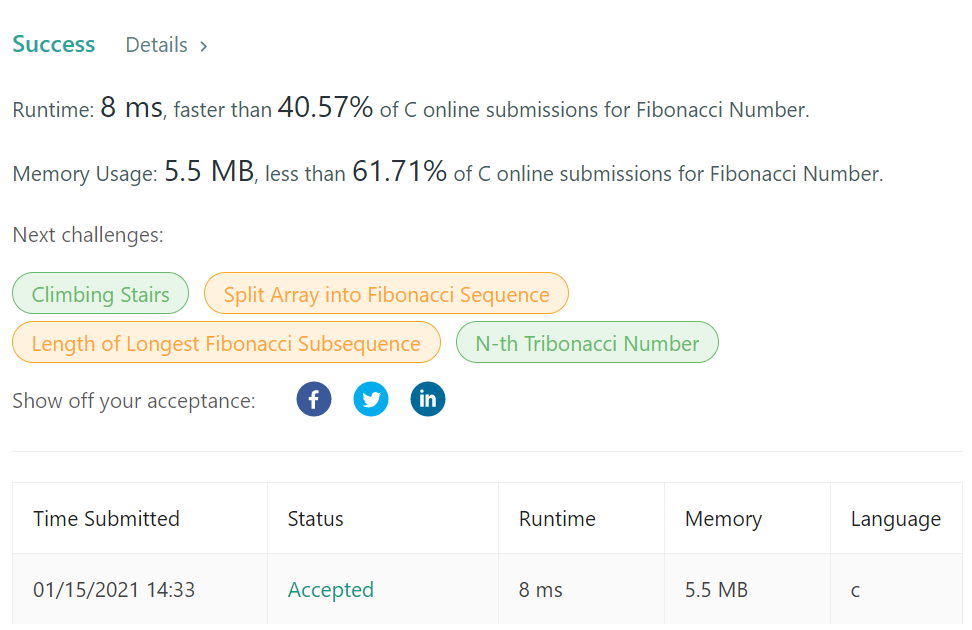 Success Details >
Runtime: 8 ms, faster than 40.57% of C online submissions for Fibonacci Number.
Memory Usage: 5.5 MB, less than 61.71% of C online submissions for Fibonacci Number.
Next challenges:
Climbing Stairs Split Array into Fibonacci Sequence
Length of Longest Fibonacci Subsequence N-th Tribonacci Number
Show off your acceptance: f in
Time Submitted Status Runtime Memory Language
01/15/2021 14:33 Accepted 8 ms 5.5 MB c